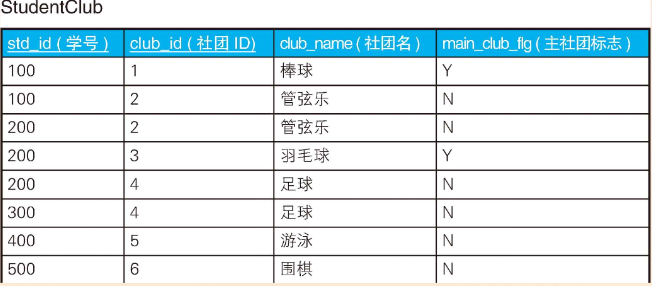 StudentClub
std_id ( 学号 ) club_id ( 社团 ID) club_name ( 社团名 ) main_club_flg ( 主社团标志 )
100 1 棒球 Y
100 2 管弦乐 N
200 2 管弦乐 N
200 3 羽毛球 Y
200 4 足球 N
300 4 足球 N
400 5 游泳 N
500 6 围棋 N